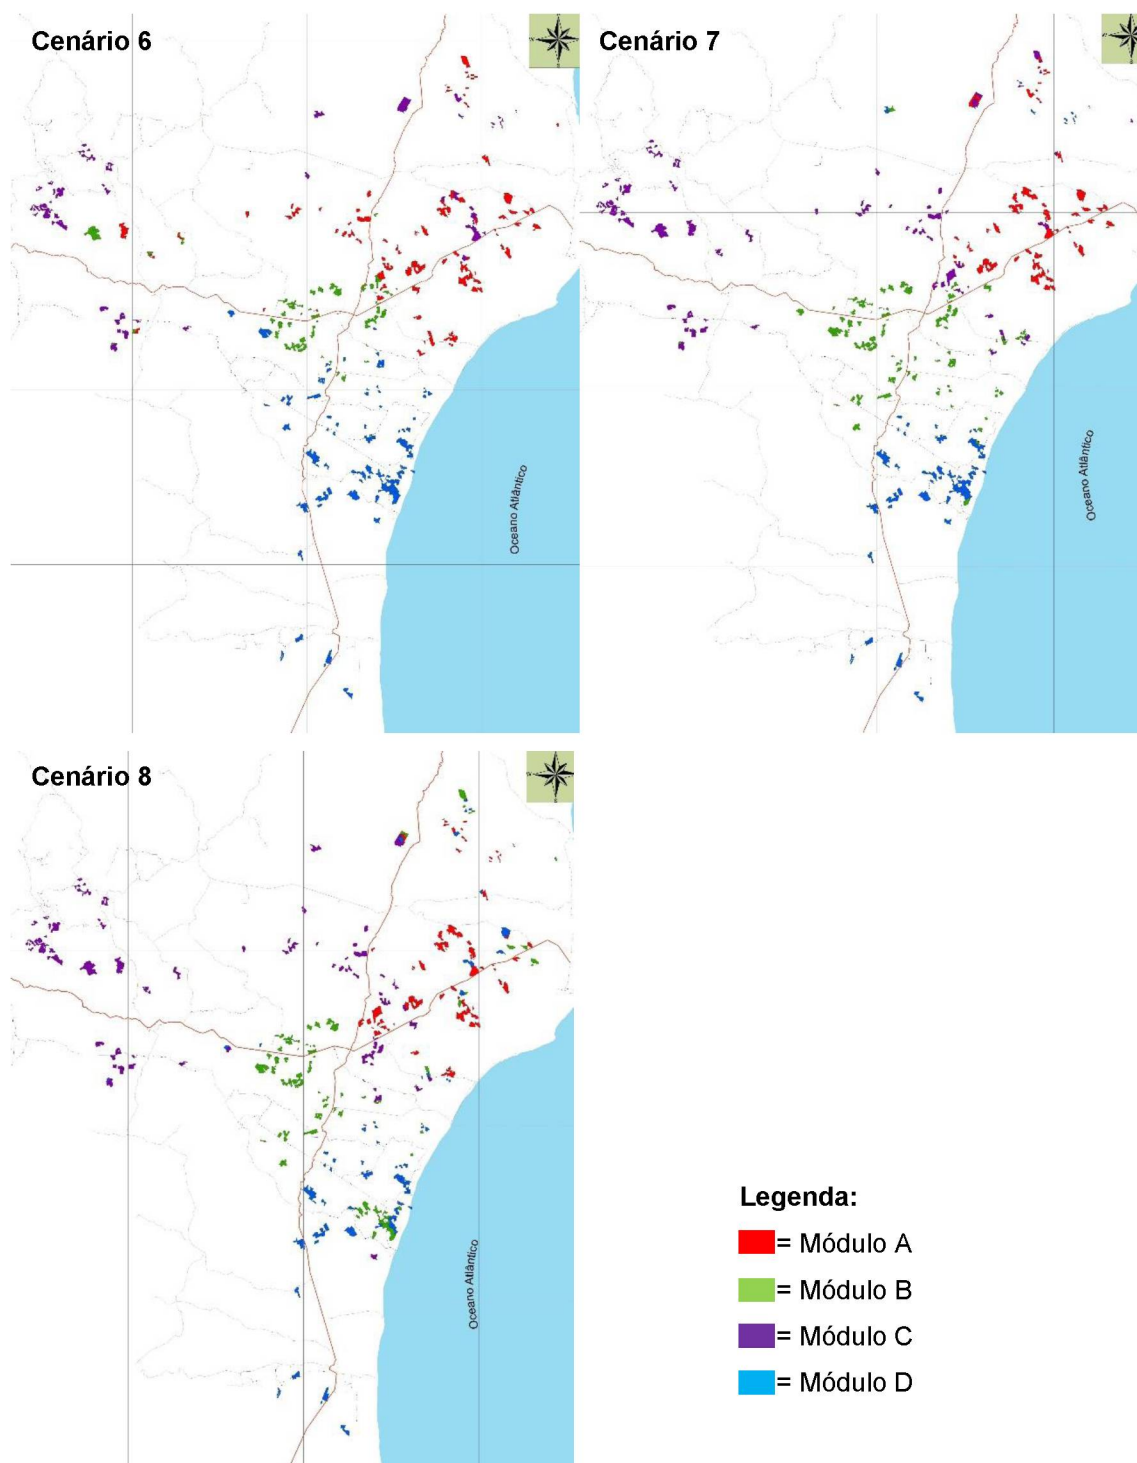 Cenário 6
Cenário 7
Oceano Atlântico
Oceano Atlântico
Cenário 8
Oceano Atlântico
Legenda:
= Módulo A
= Módulo B
= Módulo C
= Módulo D